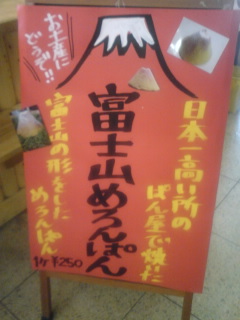 お土産に
どうぞ!!
日本一高い所の
ぱん屋で焼いた
富士山めろんぱん
富士山の形をした
めろんぱん
1ヶ ¥250